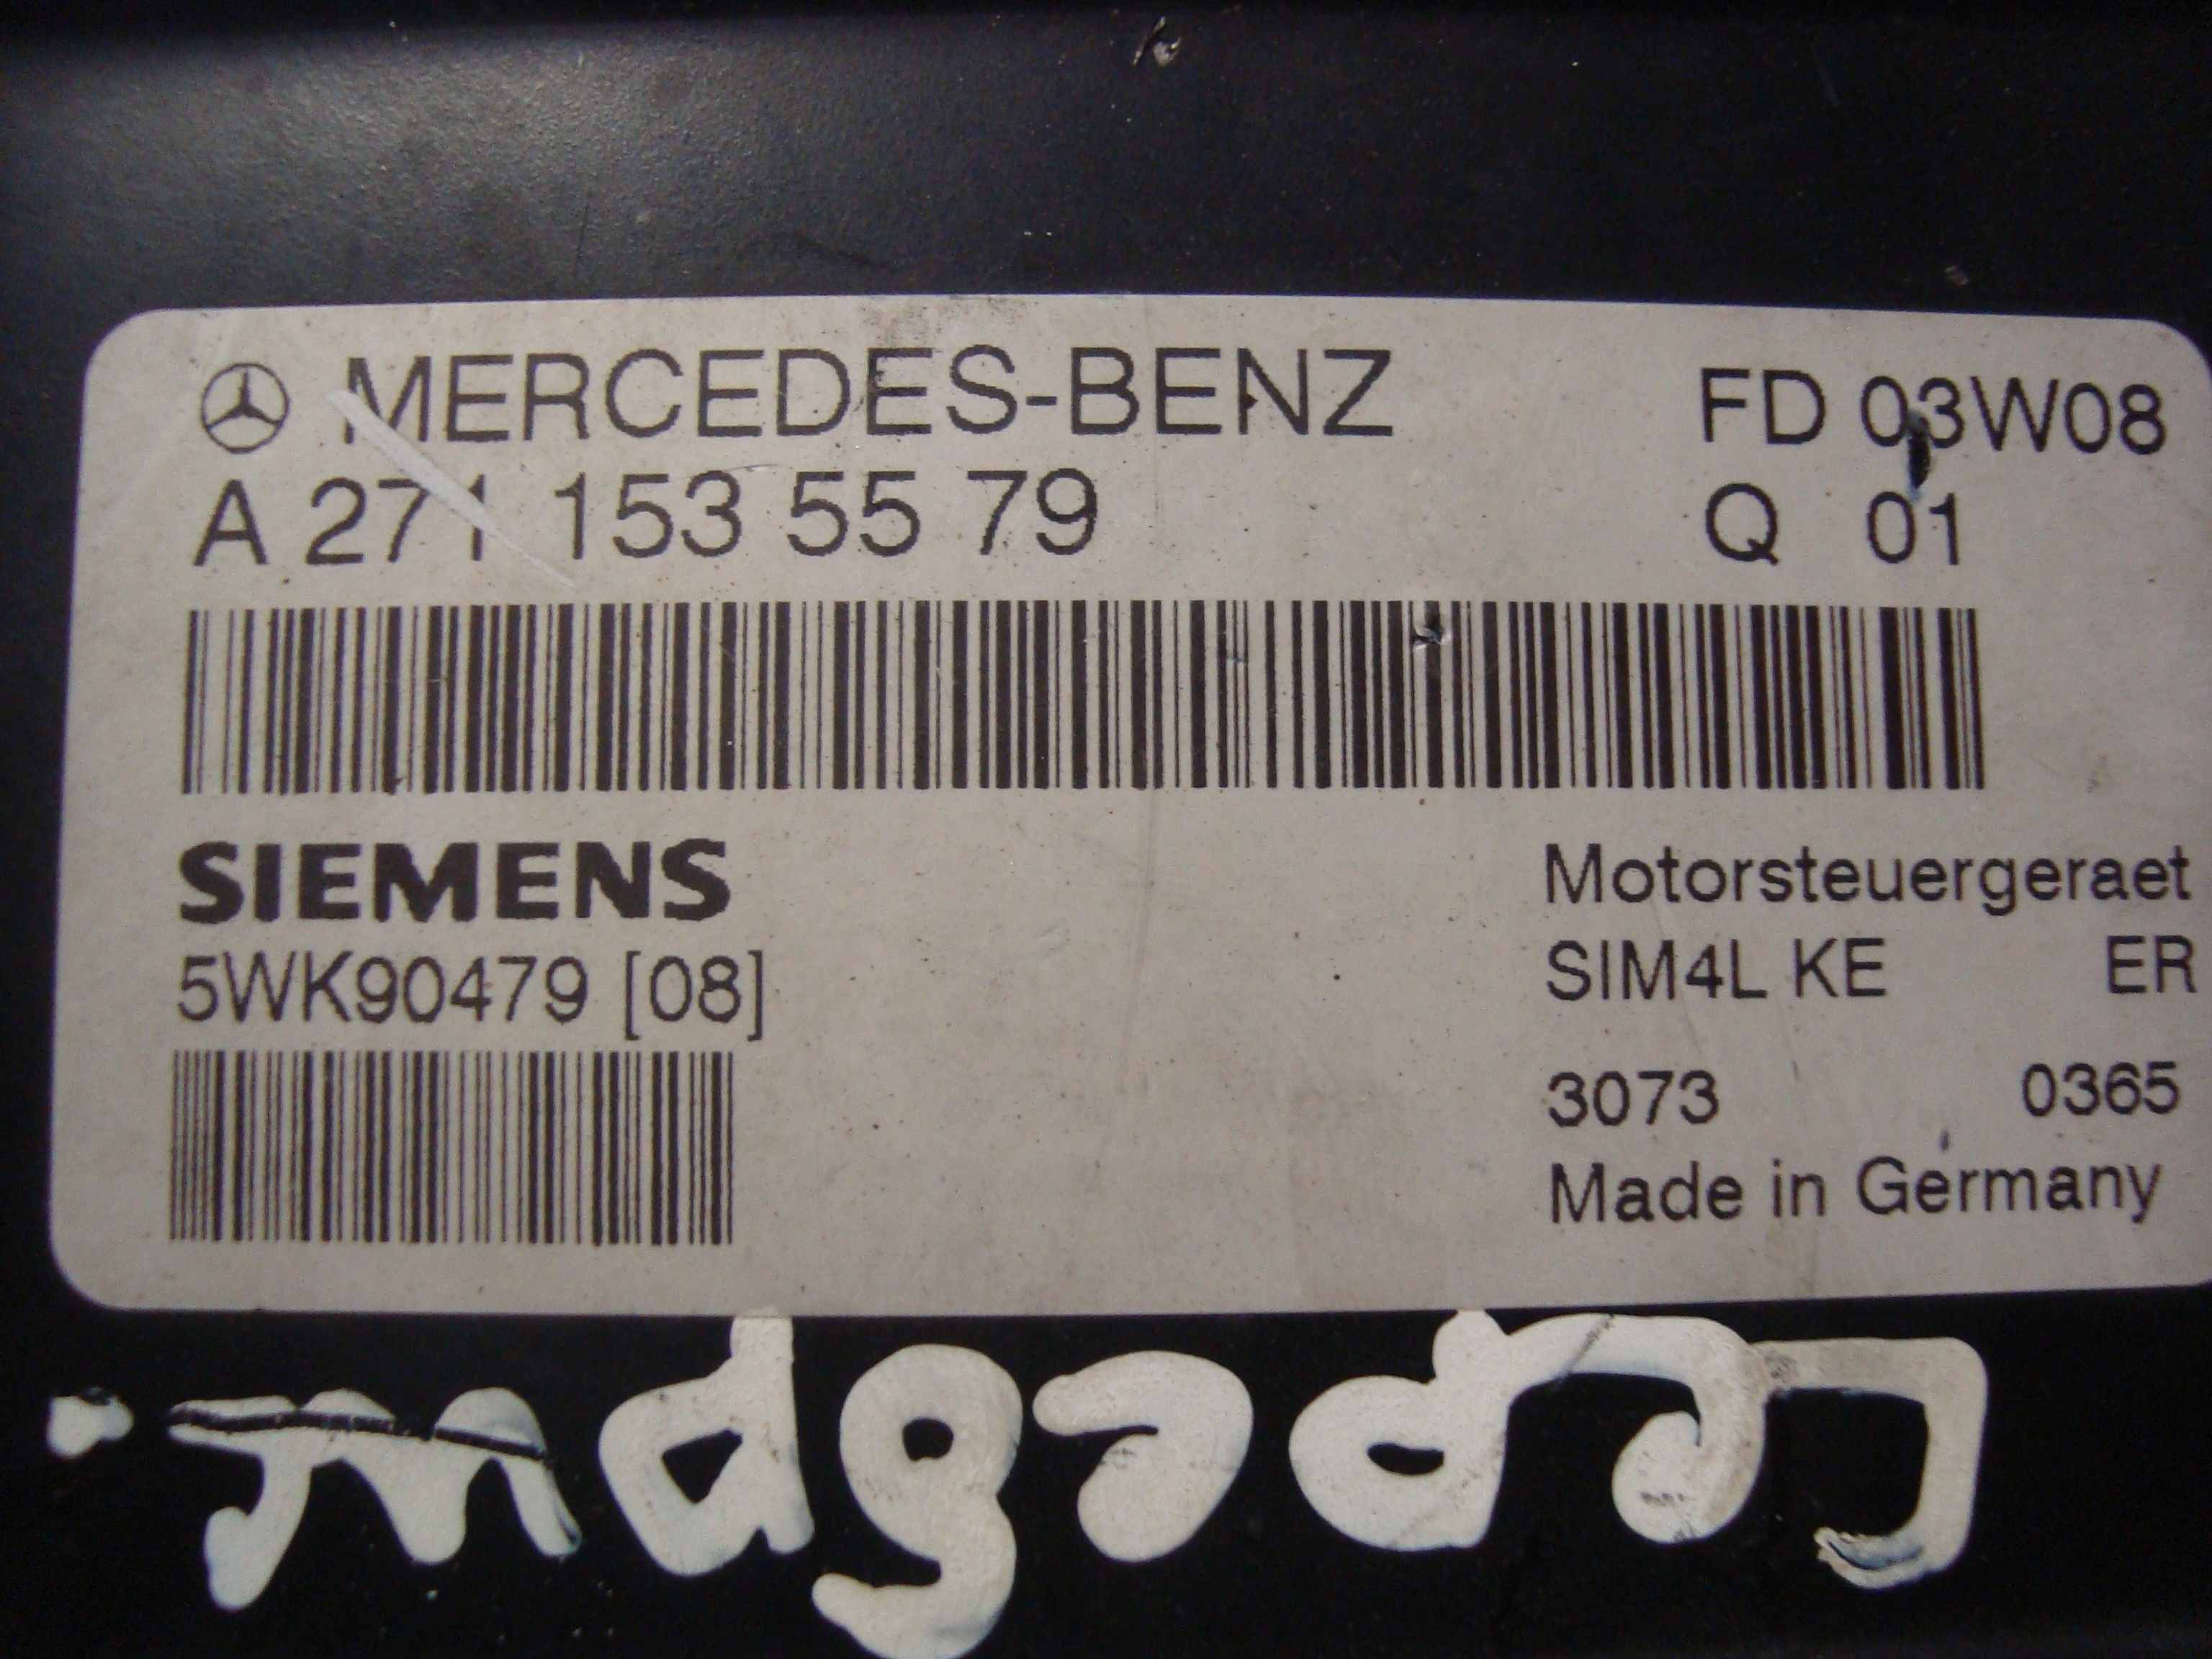 MERCEDES-BENZ FD 03W08
A 271 153 55 79 Q 01
SIEMENS Motorsteuergeraet
5WK90479 [08] SIM4L KE ER
3073 0365
Made in Germany